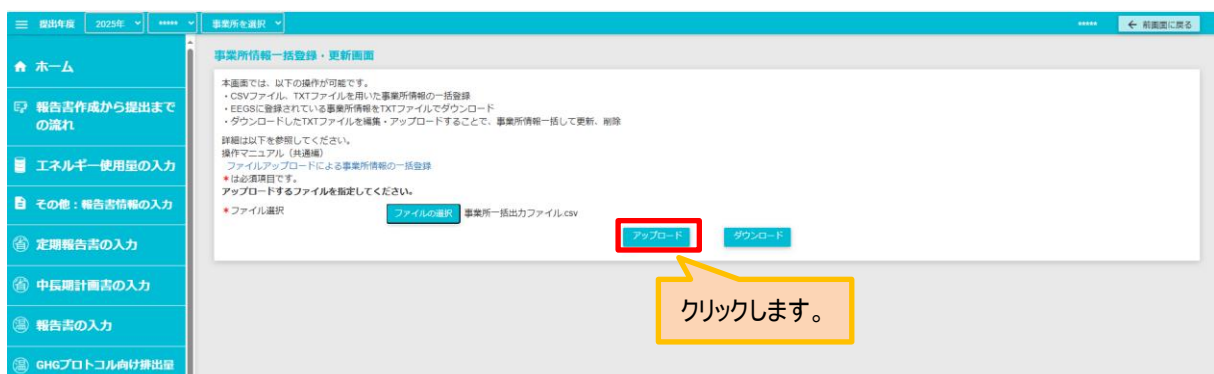 提出年度 2025年 ***** 事業所を選択 ***** ← 前画面に戻る
ホーム
報告書作成から提出まで
の流れ
エネルギー使用量の入力
その他：報告書情報の入力
定期報告書の入力
中長期計画書の入力
報告書の入力
GHGプロトコル向け排出量
事業所情報一括登録・更新画面
本画面では、以下の操作が可能です。
・CSVファイル、TXTファイルを用いた事業所情報の一括登録
・EEGSに登録されている事業所情報をTXTファイルでダウンロード
・ダウンロードしたTXTファイルを編集・アップロードすることで、事業所情報一括して更新、削除
詳細は以下を参照してください。
操作マニュアル（共通編）
ファイルアップロードによる事業所情報の一括登録
*は必須項目です。
アップロードするファイルを指定してください。
*ファイル選択 ファイルの選択 事業所一括出力ファイル.csv
アップロード ダウンロード
クリックします。